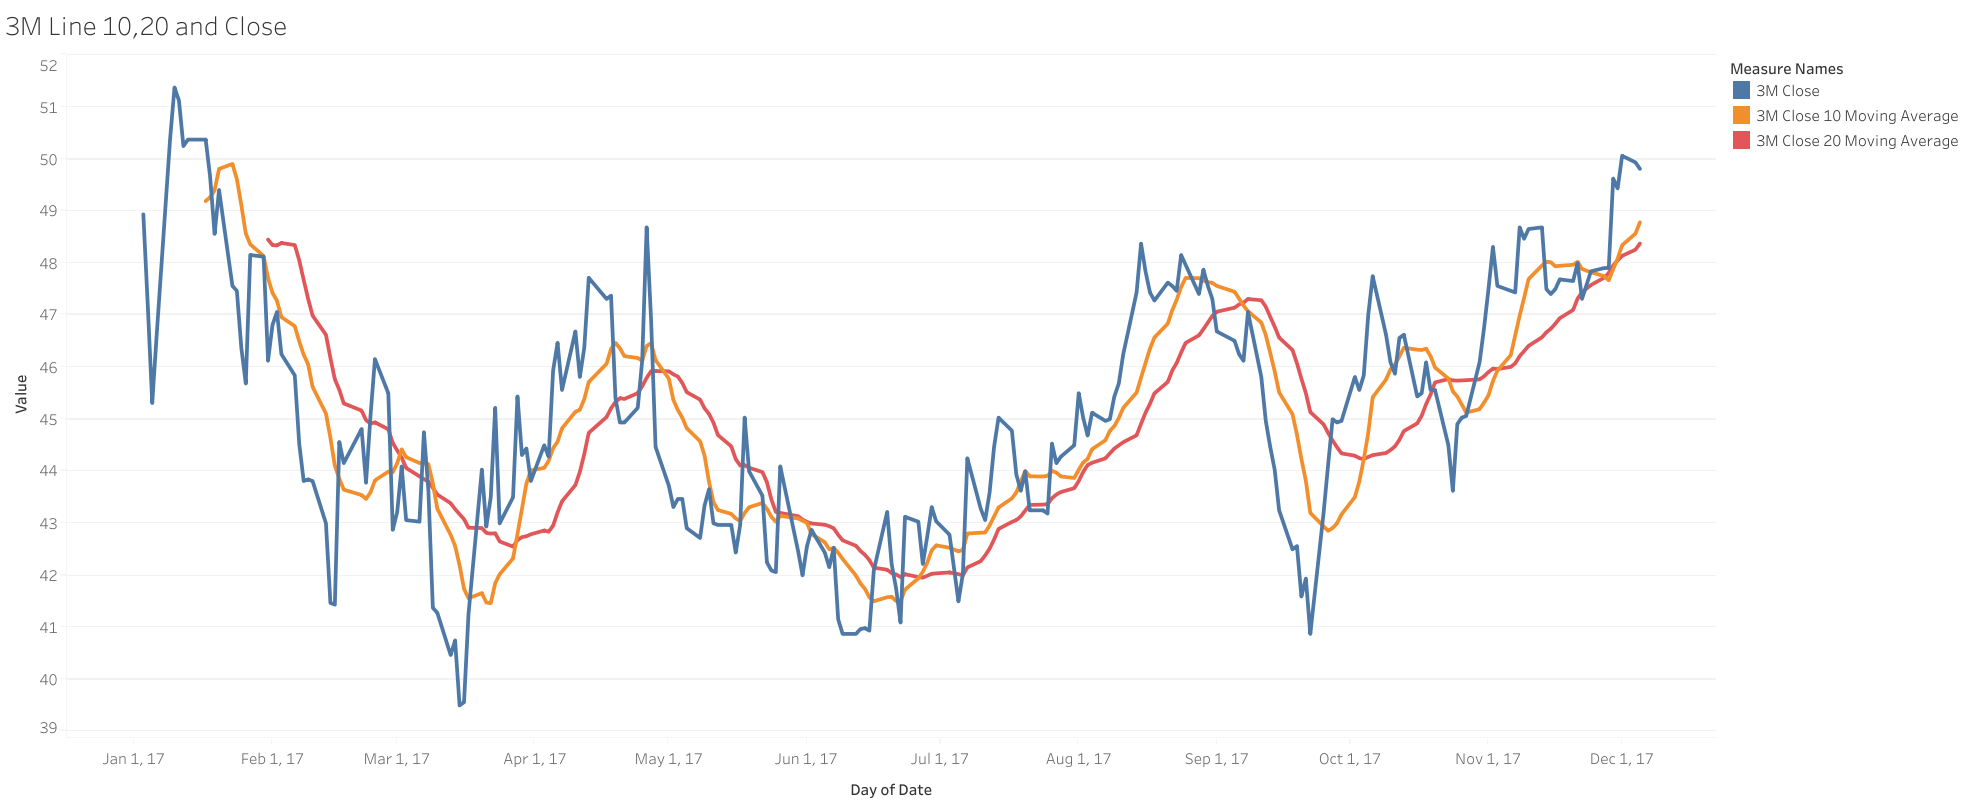 3M Line 10,20 and Close
52
51
50
49
48
47
46
45
44
43
42
41
40
39
Value
Jan 1, 17 Feb 1, 17 Mar 1, 17 Apr 1, 17 May 1, 17 Jun 1, 17 Jul 1, 17 Aug 1, 17 Sep 1, 17 Oct 1, 17 Nov 1, 17 Dec 1, 17
Day of Date
Measure Names
3M Close
3M Close 10 Moving Average
3M Close 20 Moving Average